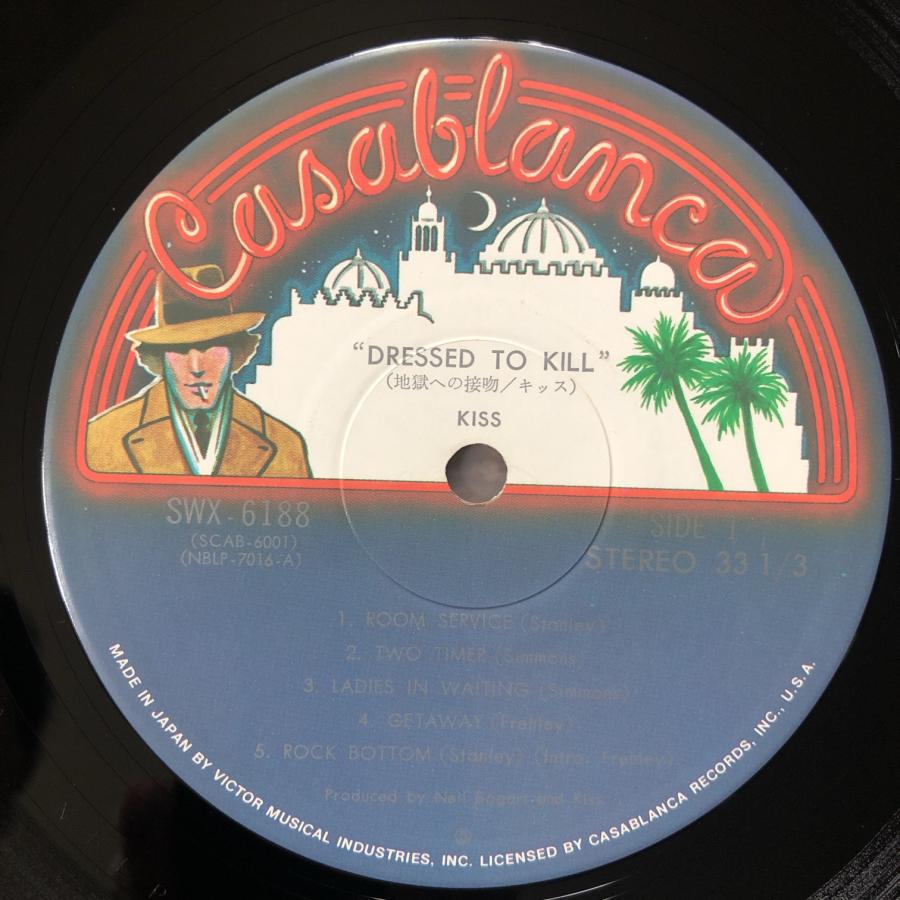 Casablanca
“DRESSED TO KILL”
(地獄への接吻／キッス)
KISS
SWX-6188
(SCAB-6001)
(NBLP-7016-A)
SIDE 1
STEREO 33 1/3
1. ROOM SERVICE (Stanley)
2. TWO TIMER (Simmons)
3. LADIES IN WAITING (Simmons)
4. GETAWAY (Frehley)
5. ROCK BOTTOM (Stanley) (Intro: Frehley)
Produced by Neil Bogart and Kiss.
MADE IN JAPAN BY VICTOR MUSICAL INDUSTRIES, INC. LICENSED BY CASABLANCA RECORDS, INC., U.S.A.